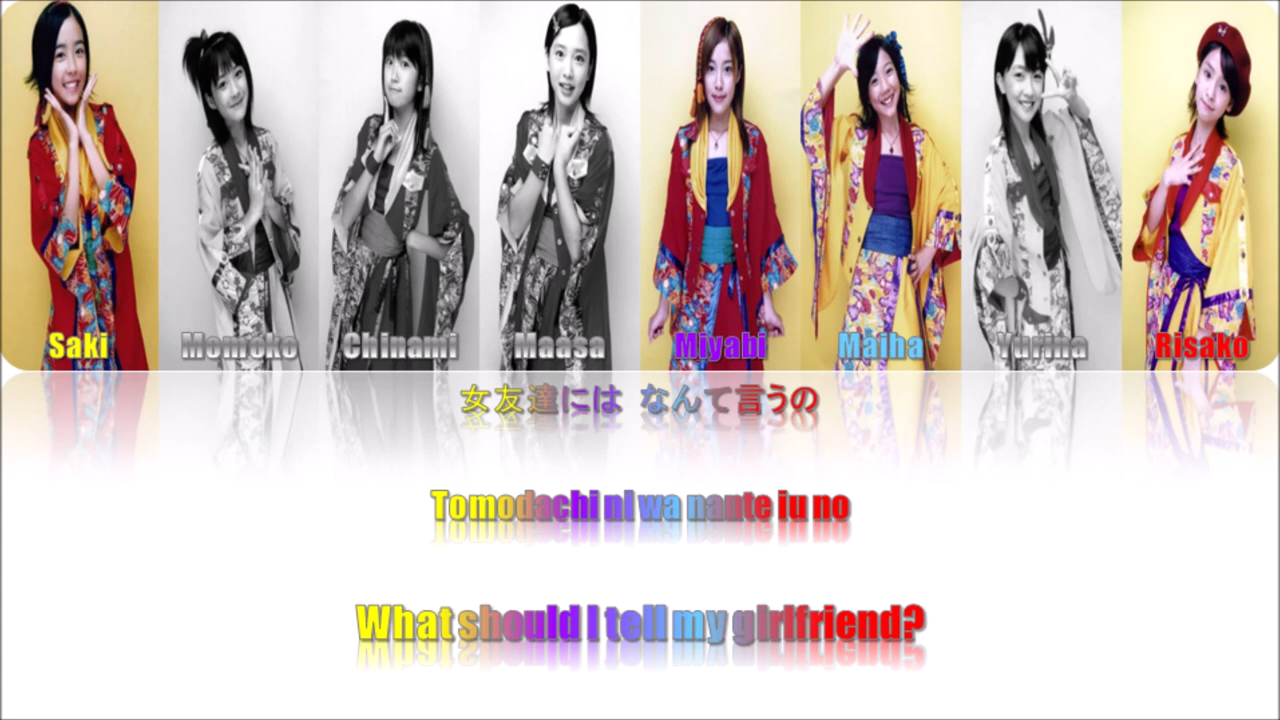 Saki Momoko Chinami Maasa Miyabi Maiha Yurina Risako
女友達には なんて言うの
Tomodachi ni wa nante iu no
What should I tell my girlfriend?